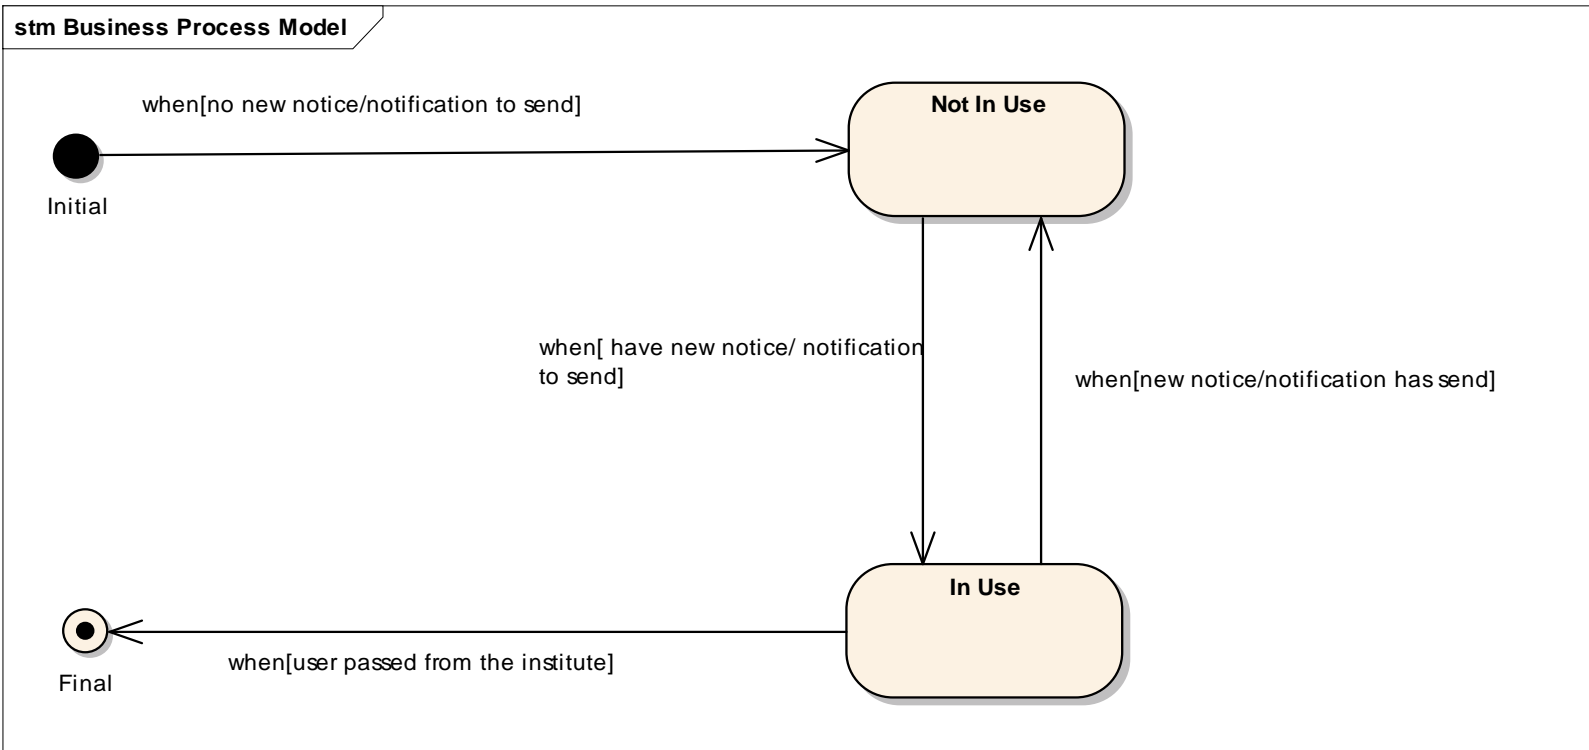 stm Business Process Model
when[no new notice/notification to send]
Not In Use
Initial
when[ have new notice/ notification
to send]
when[new notice/notification has send]
In Use
when[user passed from the institute]
Final